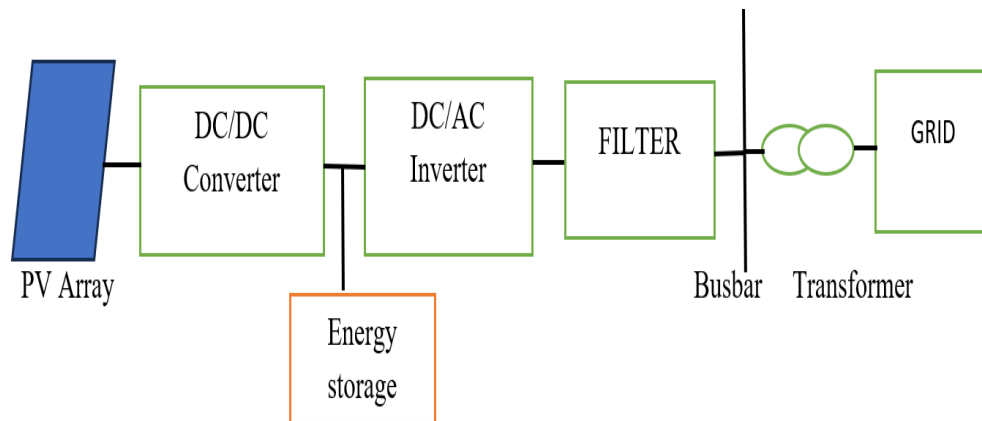 DC/DC
Converter
DC/AC
Inverter
FILTER
GRID
PV Array
Busbar
Transformer
Energy
storage